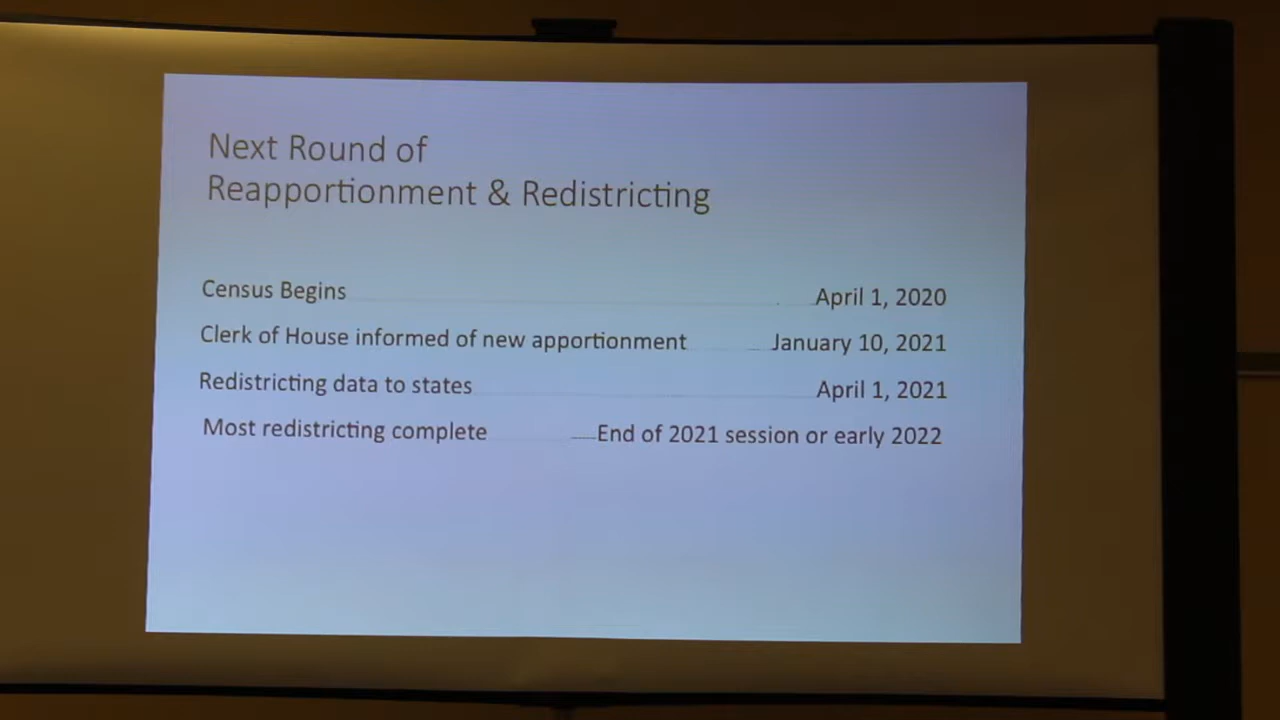 Next Round of
Reapportionment & Redistricting
Census Begins April 1, 2020
Clerk of House informed of new apportionment January 10, 2021
Redistricting data to states April 1, 2021
Most redistricting complete End of 2021 session or early 2022